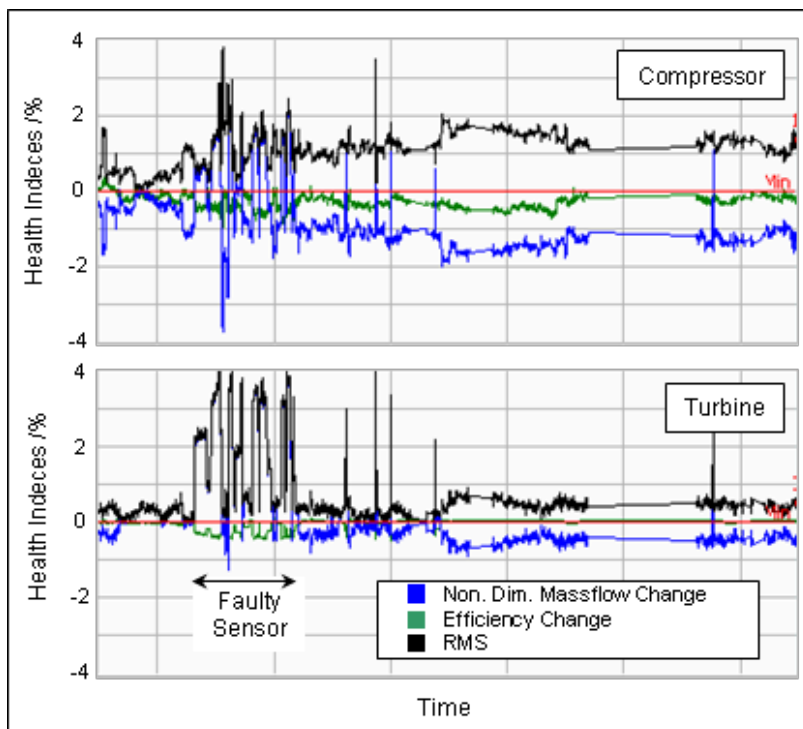 4
Compressor
2
0
Min
-2
-4
Health Indeces /%
4
Turbine
2
0
-2
-4
Health Indeces /%
Faulty
Sensor
Non. Dim. Massflow Change
Efficiency Change
RMS
Time